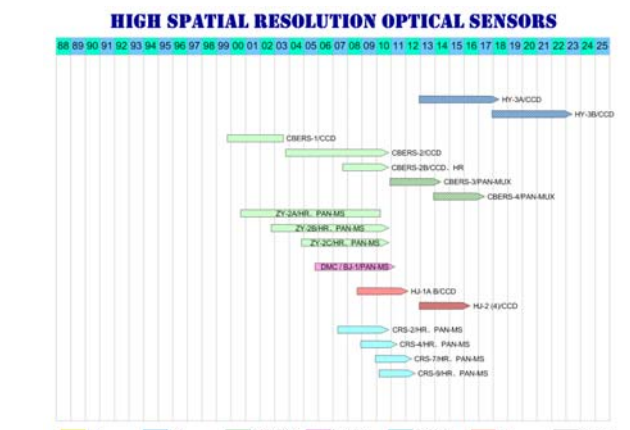 HIGH SPATIAL RESOLUTION OPTICAL SENSORS
88 89 90 91 92 93 94 95 96 97 98 99 00 01 02 03 04 05 06 07 08 09 10 11 12 13 14 15 16 17 18 19 20 21 22 23 24 25
HY-3A/CCD
HY-3B/CCD
CBERS-1/CCD
CBERS-2/CCD
CBERS-2B/CCD、HR
CBERS-3/PAN-MUX
CBERS-4/PAN-MUX
ZY-2A/HR、PAN-MS
ZY-2B/HR、PAN-MS
ZY-2C/HR、PAN-MS
DMC / BJ-1/PAN-MS
HJ-1A B/CCD
HJ-2 (4)/CCD
CRS-2/HR、PAN-MS
CRS-4/HR、PAN-MS
CRS-7/HR、PAN-MS
CRS-9/HR、PAN-MS